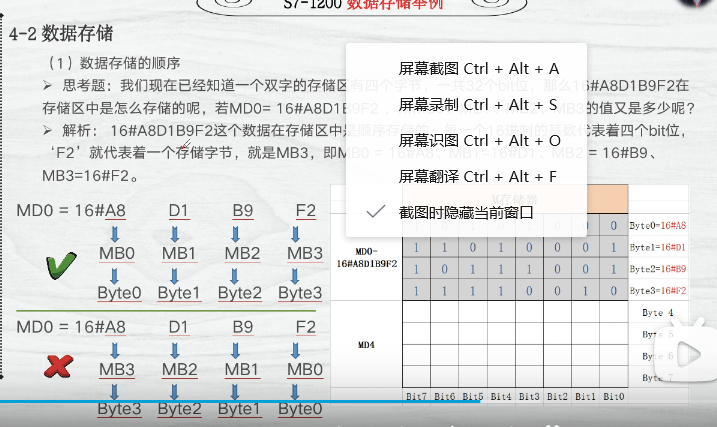 S7-1200 数据存储举例
4-2 数据存储
（1）数据存储的顺序
➢ 思考题：我们现在已经知道一个双字的存储区有四个字节，一共32个bit位，那么16#A8D1B9F2在
存储区中是怎么存储的呢，若MD0= 16#A8D1B9F2 的值又是多少呢?
➢ 解析： 16#A8D1B9F2这个数据在存储区中是 代表着四个bit位，
‘F2’就代表着一个存储字节，就是MB3，即MB0 = 16#A8、MB1=16#D1、MB2 = 16#B9、
MB3=16#F2。
屏幕截图 Ctrl + Alt + A
屏幕录制 Ctrl + Alt + S
屏幕识图 Ctrl + Alt + O
屏幕翻译 Ctrl + Alt + F
截图时隐藏当前窗口
MD0 = 16#A8 D1 B9 F2
MB0 MB1 MB2 MB3
Byte0 Byte1 Byte2 Byte3
MD0 = 16#A8 D1 B9 F2
MB3 MB2 MB1 MB0
Byte3 Byte2 Byte1 Byte0
M存储器
0 0 Byte0=16#A8
MD0-
16#A8D1B9F2
1 1 0 1 0 0 0 1 Byte1=16#D1
1 0 1 1 1 0 0 1 Byte2=16#B9
1 1 1 1 0 0 1 0 Byte3=16#F2
MD4
Byte 4
Byte 5
Byte 6
Byte 7
Bit7 Bit6 Bit5 Bit4 Bit3 Bit2 Bit1 Bit0